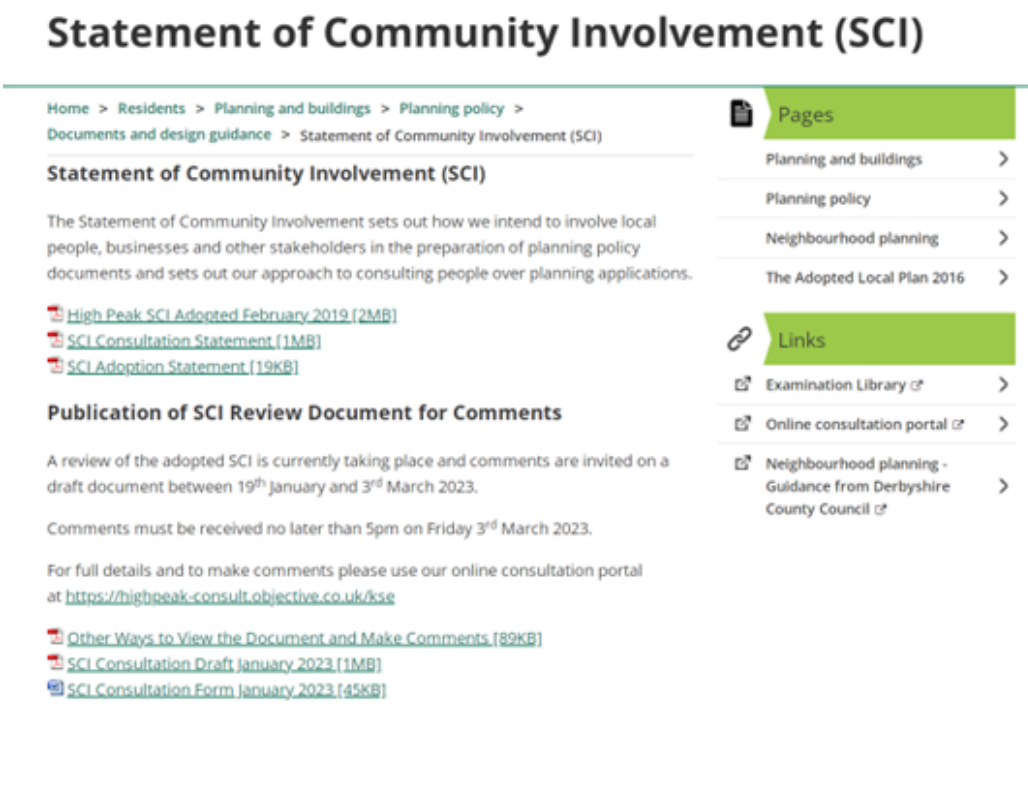 Statement of Community Involvement (SCI)
Home > Residents > Planning and buildings > Planning policy >
Documents and design guidance > Statement of Community Involvement (SCI)
Statement of Community Involvement (SCI)
The Statement of Community Involvement sets out how we intend to involve local
people, businesses and other stakeholders in the preparation of planning policy
documents and sets out our approach to consulting people over planning applications.
High Peak SCI Adopted February 2019 [2MB]
SCI Consultation Statement [1MB]
SCI Adoption Statement [19KB]
Publication of SCI Review Document for Comments
A review of the adopted SCI is currently taking place and comments are invited on a
draft document between 19th January and 3rd March 2023.
Comments must be received no later than 5pm on Friday 3rd March 2023.
For full details and to make comments please use our online consultation portal
at https://highpeak-consult.objective.co.uk/kse
Other Ways to View the Document and Make Comments [89KB]
SCI Consultation Draft January 2023 [1MB]
SCI Consultation Form January 2023 [45KB]
Pages
Planning and buildings
Planning policy
Neighbourhood planning
The Adopted Local Plan 2016
Links
Examination Library
Online consultation portal
Neighbourhood planning -
Guidance from Derbyshire
County Council